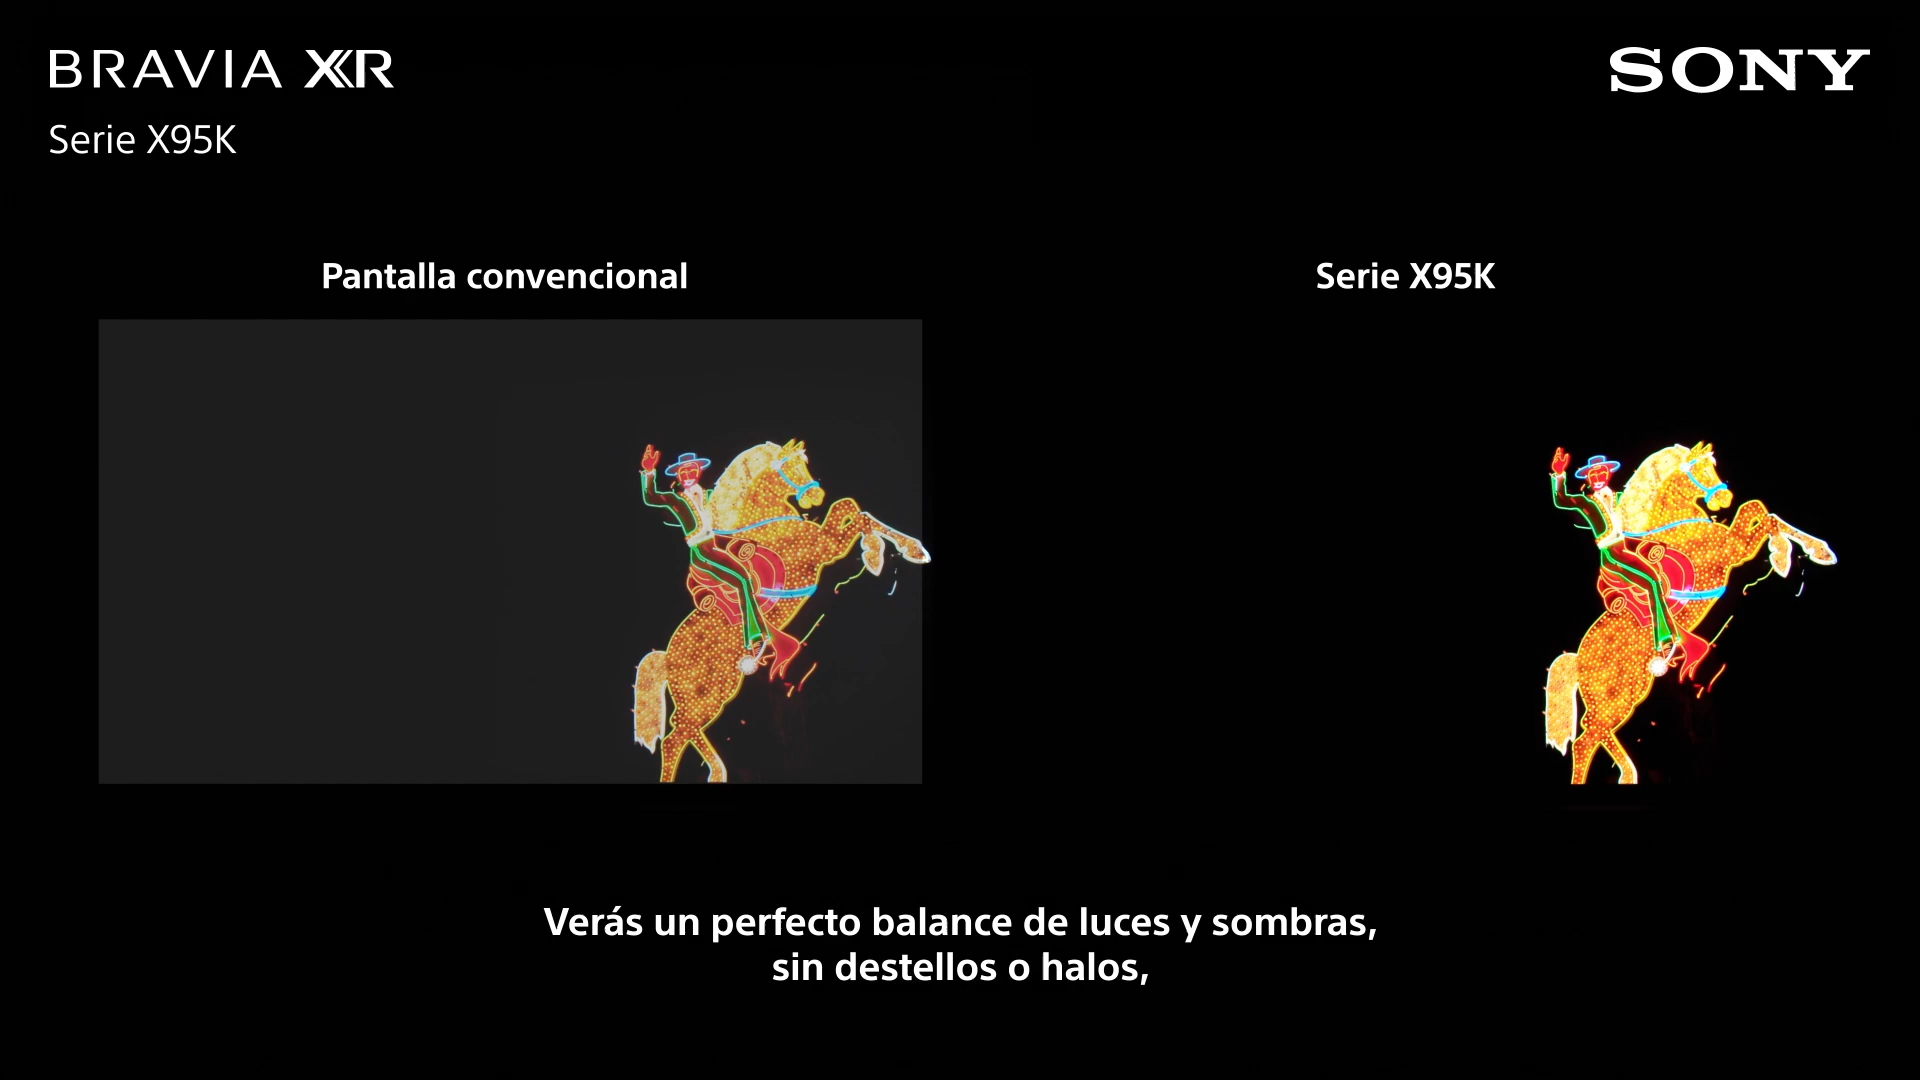 BRAVIA XR
SONY
Serie X95K
Pantalla convencional
Serie X95K
Verás un perfecto balance de luces y sombras,
sin destellos o halos,